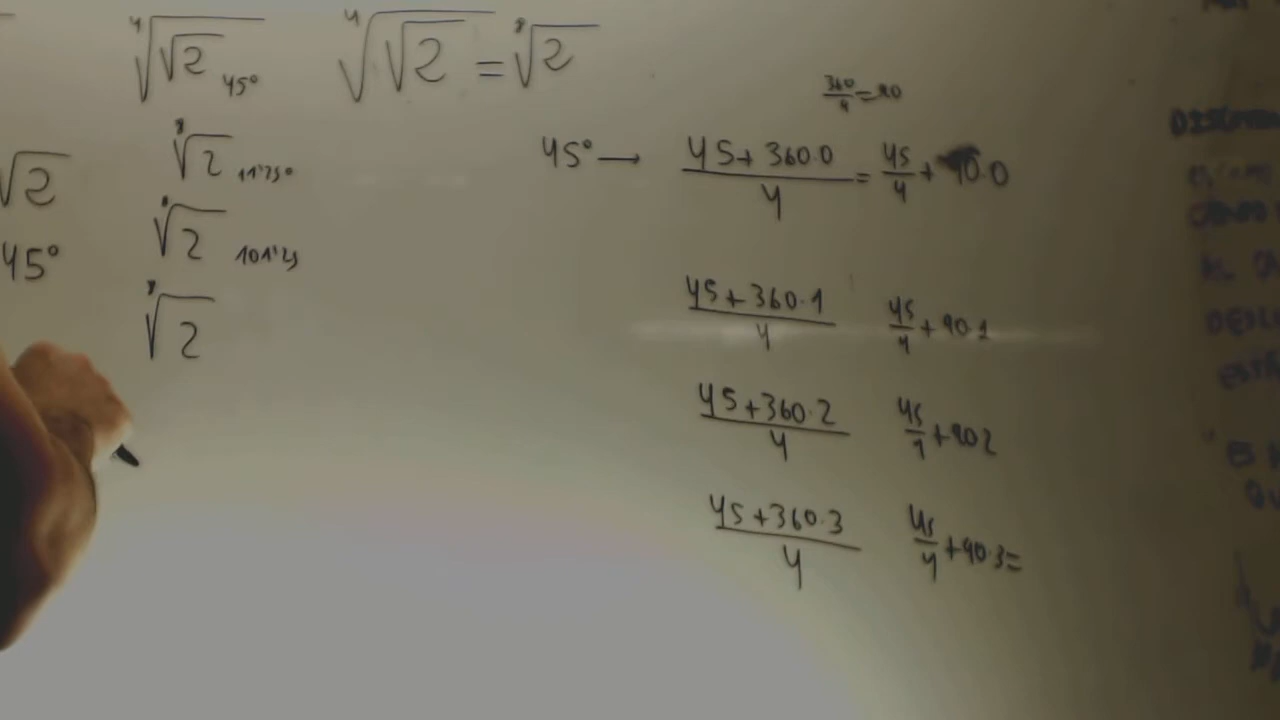 ⁴√(√2) 45° ⁴√(√2) = ⁸√2
360/4 = 90
√2 ⁸√2 11'25° 45° → (45 + 360·0)/4 = 45/4 + 90·0
45° ⁸√2 101'25
⁸√2 (45 + 360·1)/4 45/4 + 90·1
(45 + 360·2)/4 45/4 + 90·2
(45 + 360·3)/4 45/4 + 90·3 =